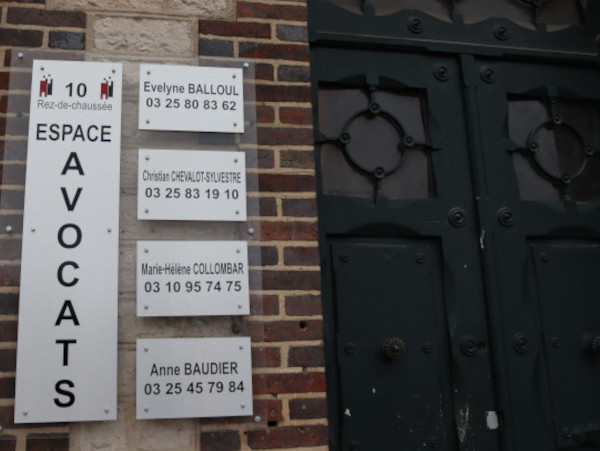 10
Rez-de-chaussée
ESPACE
AVOCATS
Evelyne BALLOUL
03 25 80 83 62
Christian CHEVALOT-SYLVESTRE
03 25 83 19 10
Marie-Hélène COLLOMBAR
03 10 95 74 75
Anne BAUDIER
03 25 45 79 84